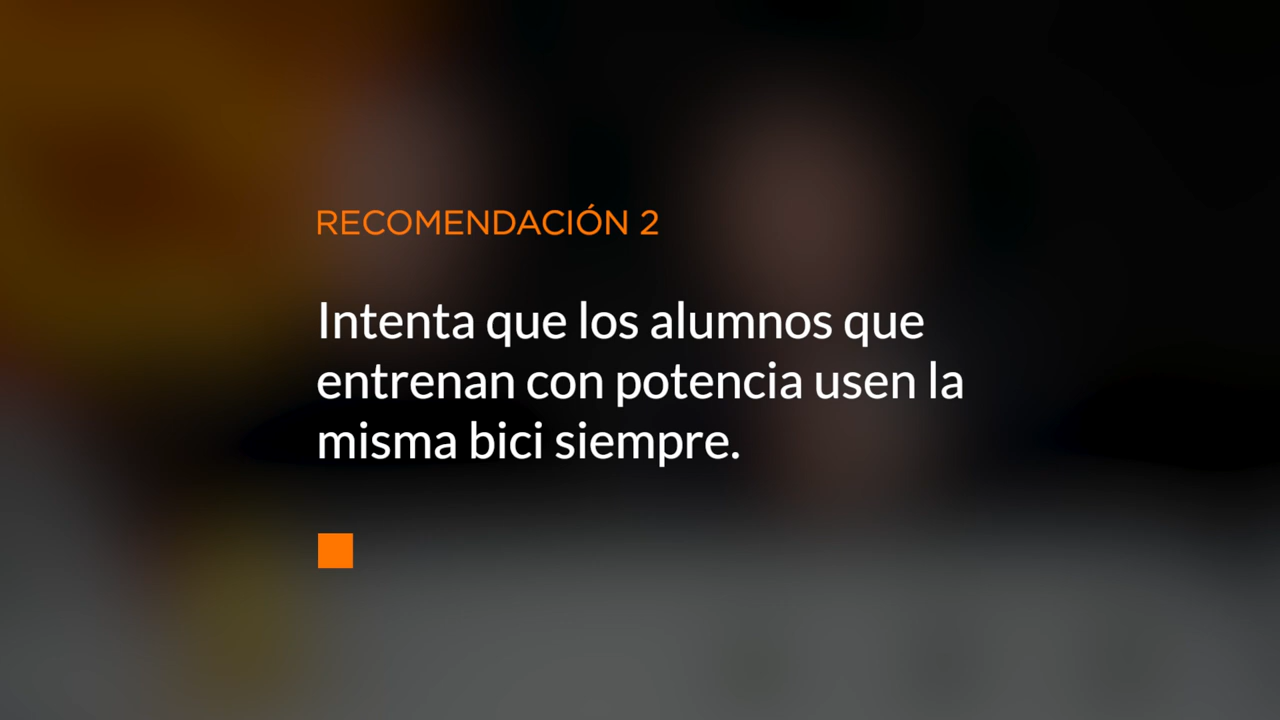 RECOMENDACIÓN 2
Intenta que los alumnos que
entrenan con potencia usen la
misma bici siempre.